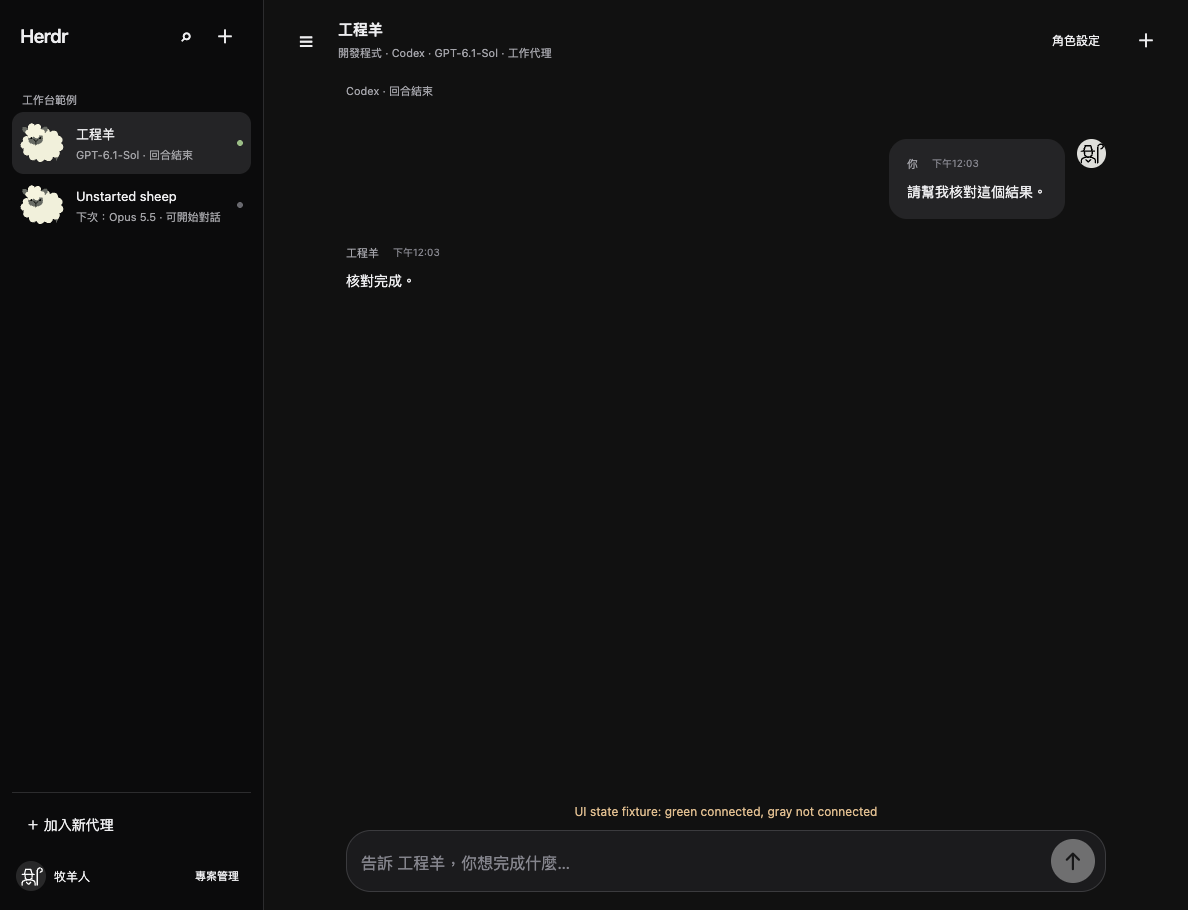 Herdr
工作台範例
工程羊
GPT-6.1-Sol · 回合結束
Unstarted sheep
下次：Opus 5.5 · 可開始對話
+ 加入新代理
牧羊人
專案管理
工程羊
開發程式 · Codex · GPT-6.1-Sol · 工作代理
角色設定
Codex · 回合結束
你 下午12:03
請幫我核對這個結果。
工程羊 下午12:03
核對完成。
UI state fixture: green connected, gray not connected
告訴 工程羊，你想完成什麼...